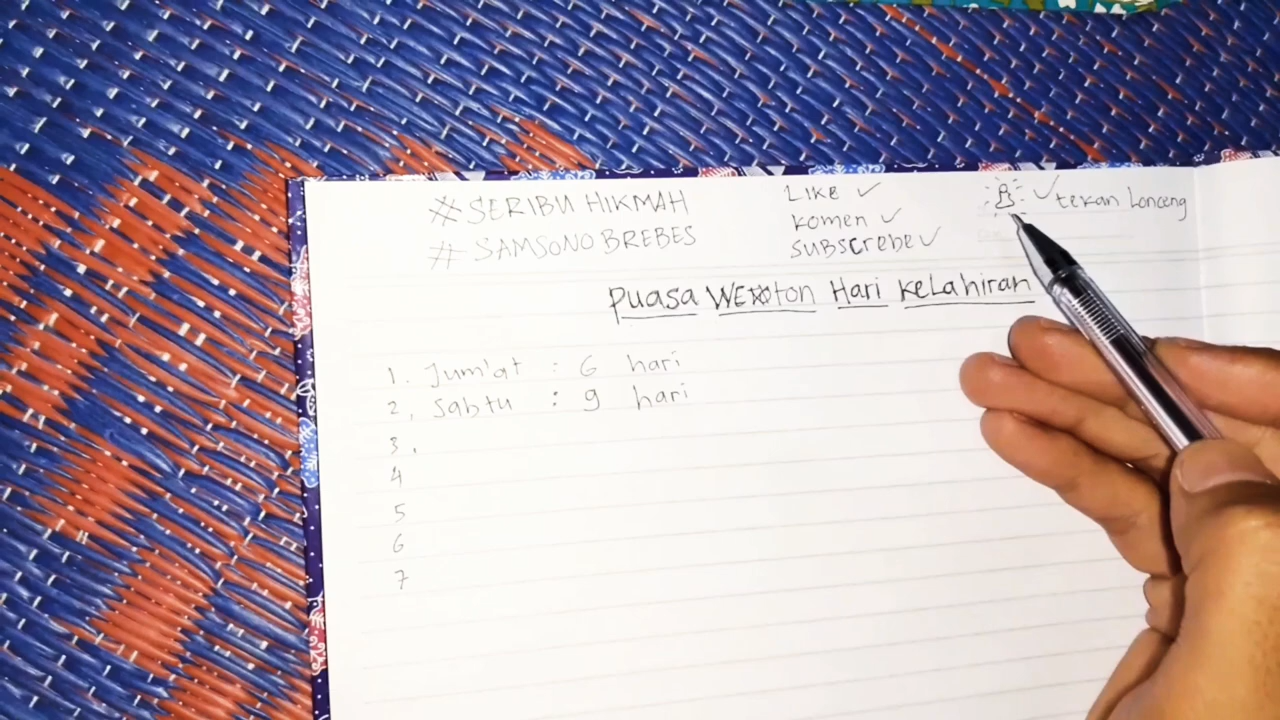 #SERIBU HIKMAH
#SAMSONO BREBES
LIKE ✓
komen ✓
subscrebe ✓
✓ tekan Lonceng
puasa Weton Hari Kelahiran
1. Jum'at : 6 hari
2. Sabtu : 9 hari
3.
4
5
6
7